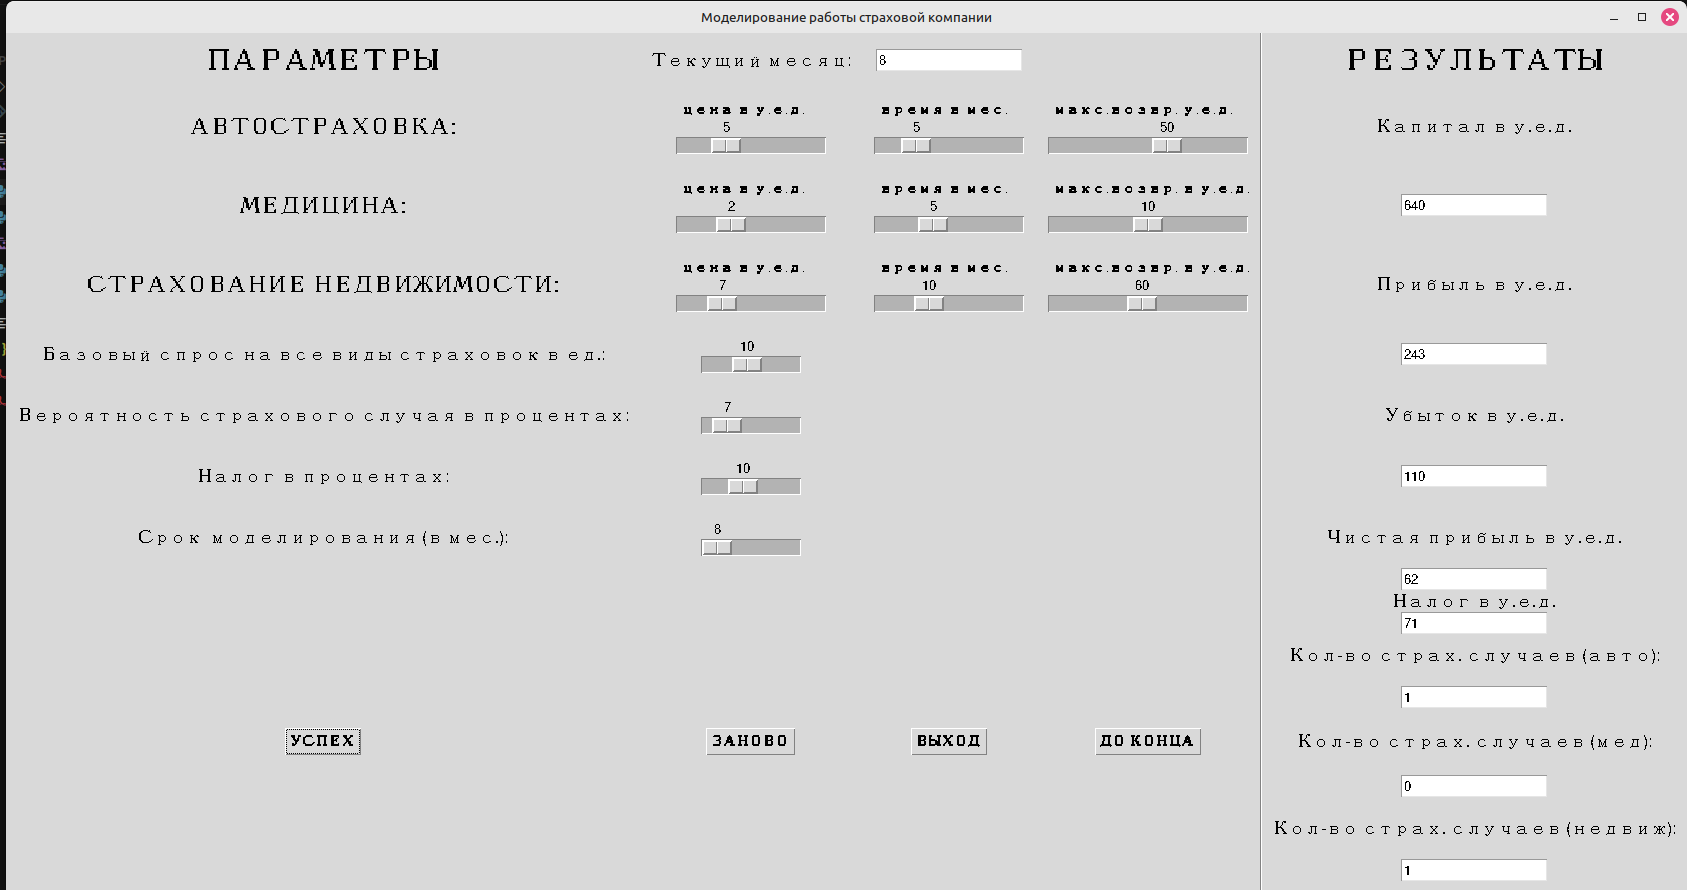 Моделирование работы страховой компании
ПАРАМЕТРЫ
Текущий месяц: 8
РЕЗУЛЬТАТЫ
цена в у.е.д. время в мес. макс.возвр.у.е.д.
АВТОСТРАХОВКА: 5 5 50
Капитал в у.е.д.
640
цена в у.е.д. время в мес. макс.возвр.в у.е.д.
МЕДИЦИНА: 2 5 10
цена в у.е.д. время в мес. макс.возвр.в у.е.д.
СТРАХОВАНИЕ НЕДВИЖИМОСТИ: 7 10 60
Прибыль в у.е.д.
243
Базовый спрос на все виды страховок в ед.: 10
Вероятность страхового случая в процентах: 7
Убыток в у.е.д.
110
Налог в процентах: 10
Срок моделирования(в мес.): 8
Чистая прибыль в у.е.д.
62
Налог в у.е.д.
71
Кол-во страх.случаев(авто):
1
УСПЕХ ЗАНОВО ВЫХОД ДО КОНЦА
Кол-во страх.случаев(мед):
0
Кол-во страх.случаев(недвиж):
1